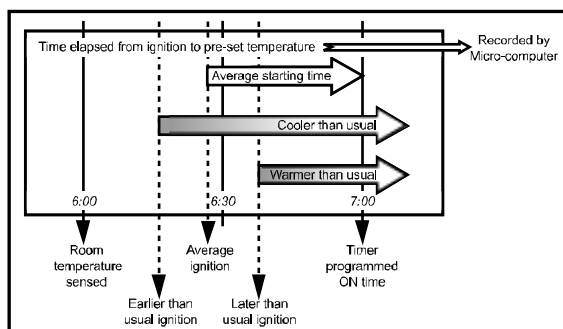 Time elapsed from ignition to pre-set temperature
Recorded by
Micro-computer
Average starting time
Cooler than usual
Warmer than usual
6:00
6:30
7:00
Room
temperature
sensed
Average
ignition
Timer
programmed
ON time
Earlier than
usual ignition
Later than
usual ignition